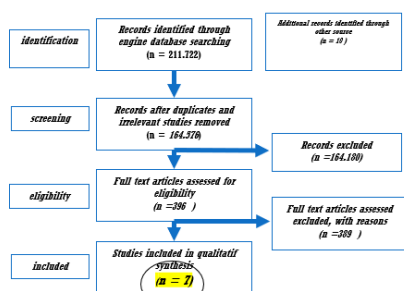 identification
Records identified through
engine database searching
(n = 211.722)
Additional records identified through
other source
(n = 10 )
screening
Records after duplicates and
irrelevant studies removed
(n = 164.576)
Records excluded
(n =164.180)
eligibility
Full text articles assessed for
eligibility
(n =396 )
Full text articles assessed
excluded, with reasons
(n =389 )
included
Studies included in qualitatif
synthesis
(n = 7)